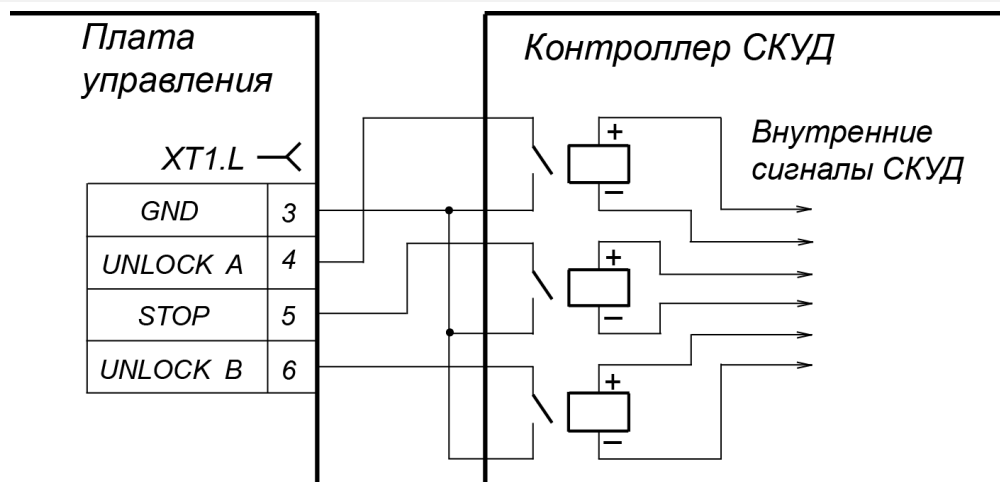 Плата
управления
Контроллер СКУД
XT1.L
Внутренние
сигналы СКУД
GND 3
UNLOCK A 4
STOP 5
UNLOCK B 6
+
−
+
−
+
−